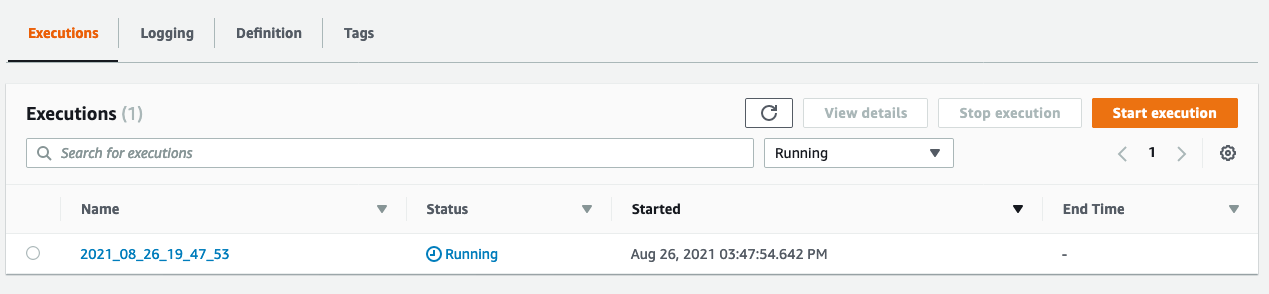 Executions
Logging
Definition
Tags
Executions (1)
View details
Stop execution
Start execution
Search for executions
Running
1
Name
Status
Started
End Time
2021_08_26_19_47_53
Running
Aug 26, 2021 03:47:54.642 PM
-